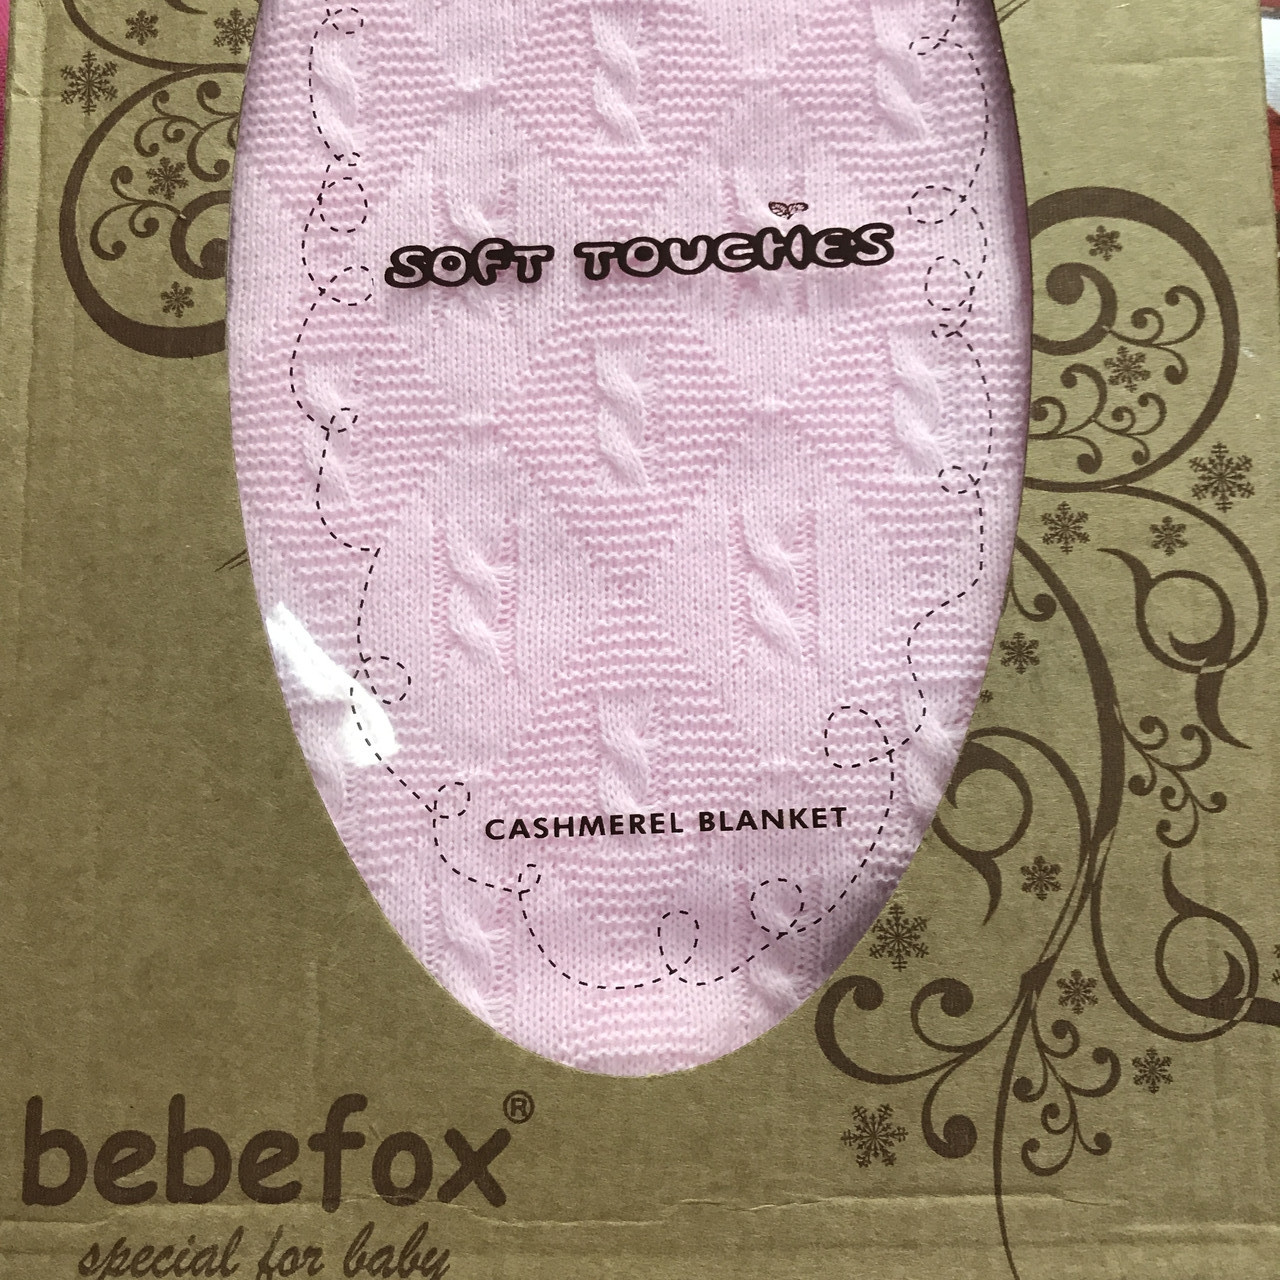 SOFT TOUCHES
CASHMEREL BLANKET
bebefox®
special for baby